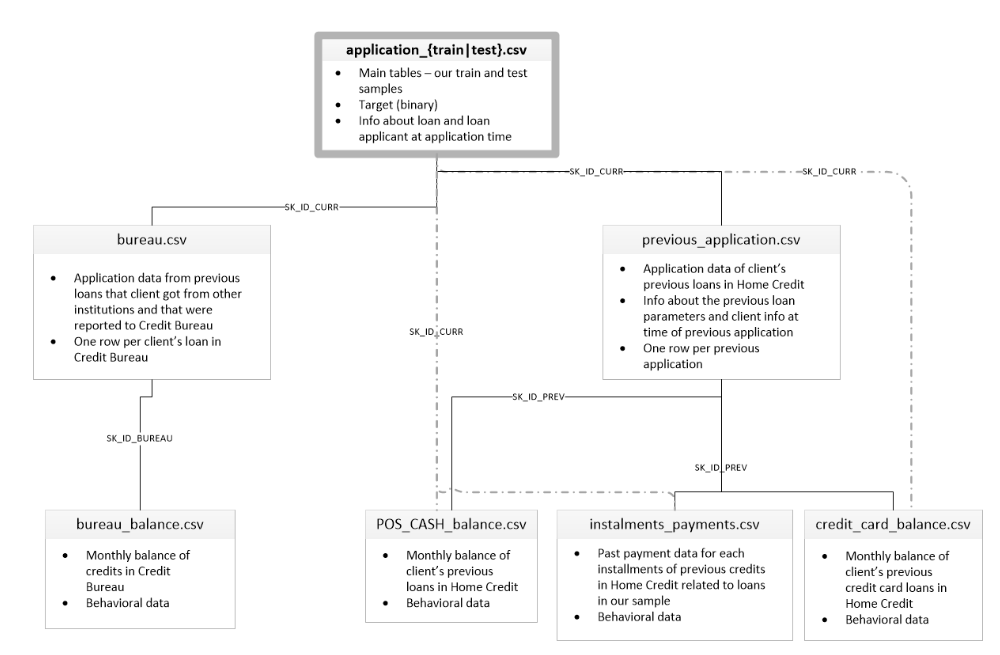 application_{train|test}.csv
• Main tables – our train and test
samples
• Target (binary)
• Info about loan and loan
applicant at application time
SK_ID_CURR
SK_ID_CURR
SK_ID_CURR
bureau.csv
• Application data from previous
loans that client got from other
institutions and that were
reported to Credit Bureau
• One row per client's loan in
Credit Bureau
previous_application.csv
• Application data of client's
previous loans in Home Credit
• Info about the previous loan
parameters and client info at
time of previous application
• One row per previous
application
SK_ID_CURR
SK_ID_PREV
SK_ID_BUREAU
SK_ID_PREV
bureau_balance.csv
• Monthly balance of
credits in Credit
Bureau
• Behavioral data
POS_CASH_balance.csv
• Monthly balance of
client's previous
loans in Home Credit
• Behavioral data
instalments_payments.csv
• Past payment data for each
installments of previous credits
in Home Credit related to loans
in our sample
• Behavioral data
credit_card_balance.csv
• Monthly balance of
client's previous
credit card loans in
Home Credit
• Behavioral data